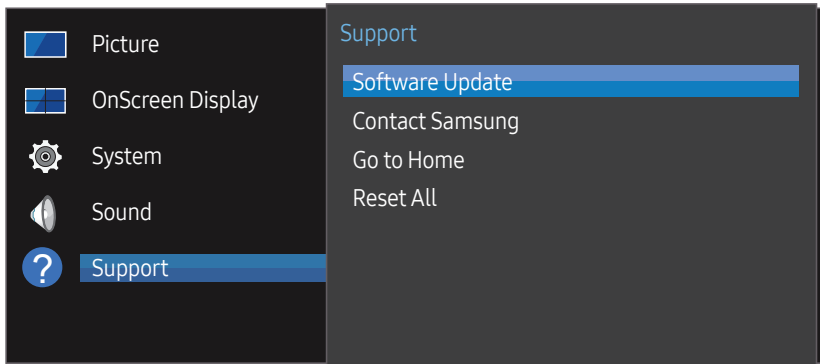 Picture
OnScreen Display
System
Sound
? Support
Support
Software Update
Contact Samsung
Go to Home
Reset All